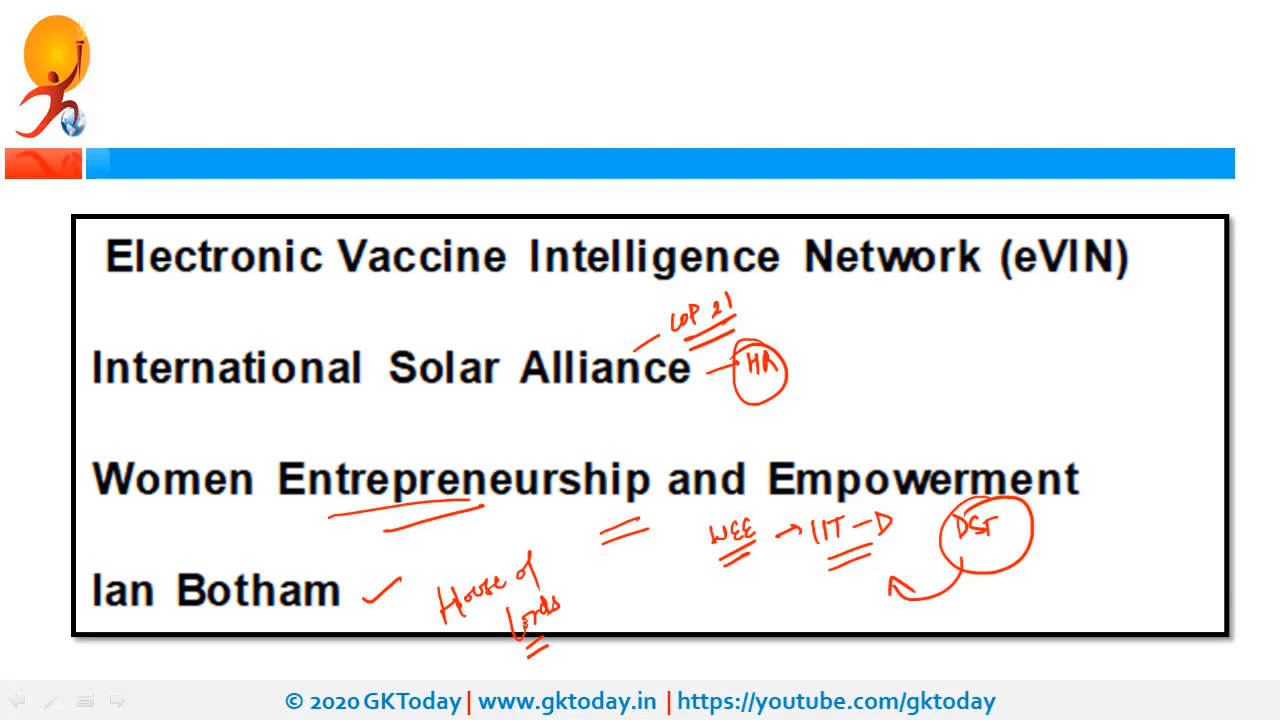 Electronic Vaccine Intelligence Network (eVIN)
COP 21
International Solar Alliance
HR
Women Entrepreneurship and Empowerment
WEE → IIT-D
DST
Ian Botham
House of
Lords
© 2020 GKToday | www.gktoday.in | https://youtube.com/gktoday